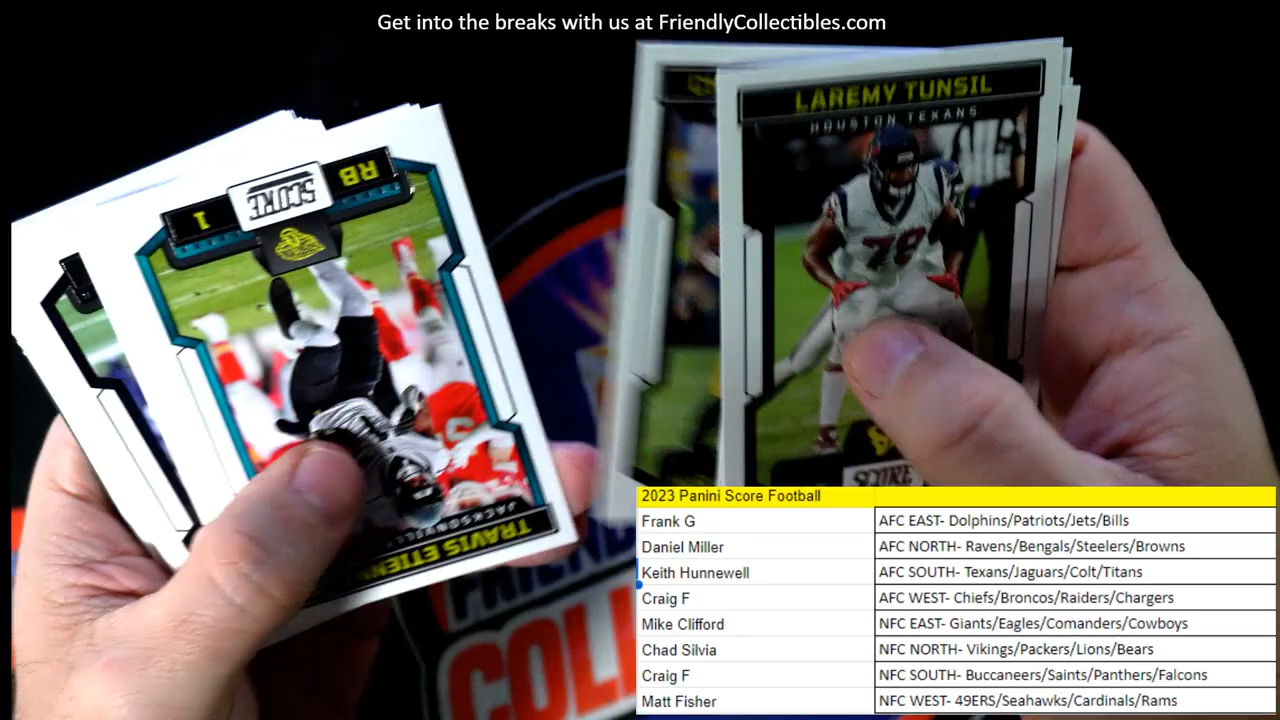 Get into the breaks with us at FriendlyCollectibles.com
LAREMY TUNSIL
HOUSTON TEXANS
78
SCORE
RB
SCORE
1
TRAVIS ETIENNE
COLL
2023 Panini Score Football
Frank G AFC EAST- Dolphins/Patriots/Jets/Bills
Daniel Miller AFC NORTH- Ravens/Bengals/Steelers/Browns
Keith Hunnewell AFC SOUTH- Texans/Jaguars/Colt/Titans
Craig F AFC WEST- Chiefs/Broncos/Raiders/Chargers
Mike Clifford NFC EAST- Giants/Eagles/Comanders/Cowboys
Chad Silvia NFC NORTH- Vikings/Packers/Lions/Bears
Craig F NFC SOUTH- Buccaneers/Saints/Panthers/Falcons
Matt Fisher NFC WEST- 49ERS/Seahawks/Cardinals/Rams